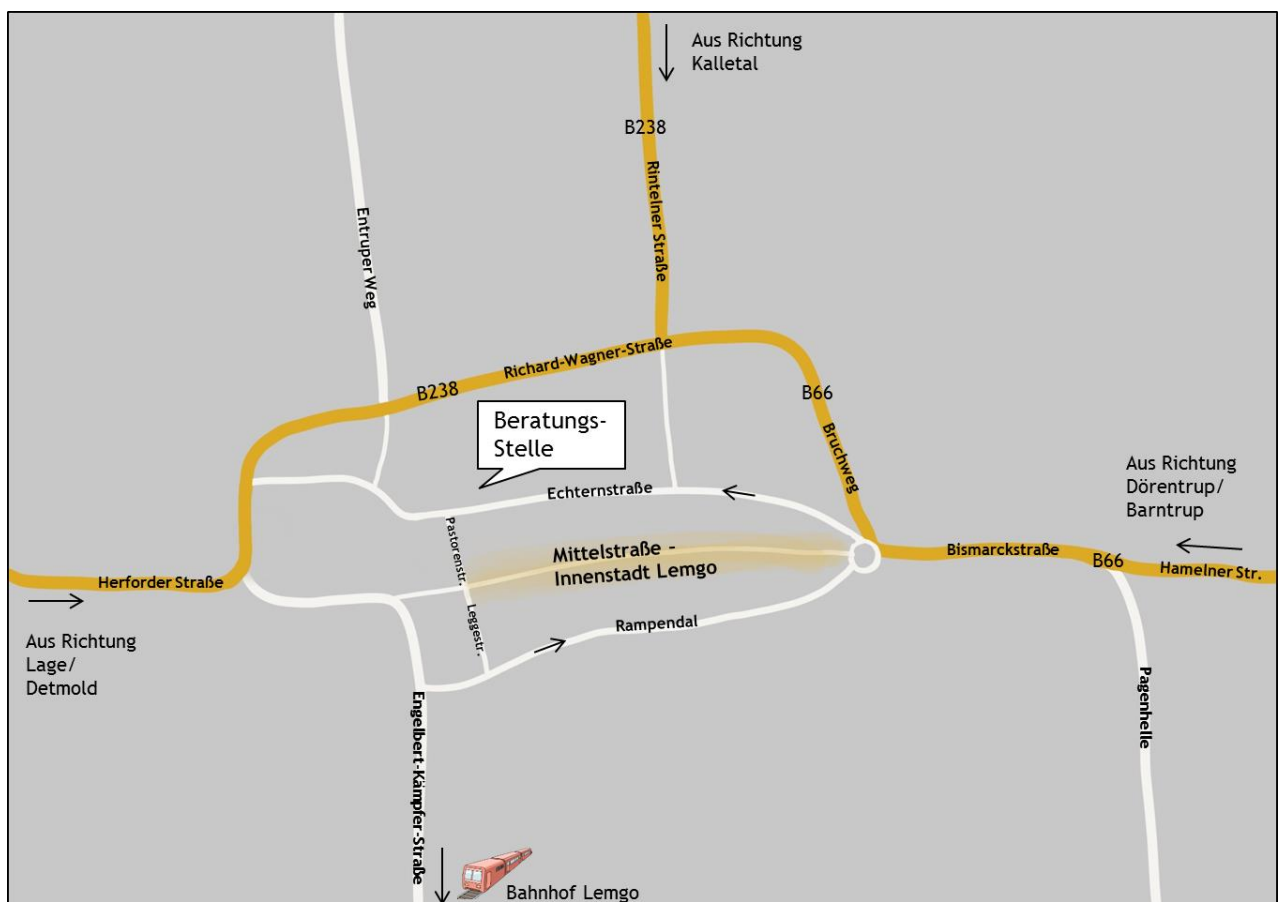 Aus Richtung
Kalletal
B238
Rintelner Straße
Entruper Weg
Richard-Wagner-Straße
B238
B66
Bruchweg
Beratungs-
Stelle
Echternstraße
Aus Richtung
Dörentrup/
Barntrup
Pastorenstr.
Mittelstraße -
Innenstadt Lemgo
Bismarckstraße
B66
Hamelner Str.
Herforder Straße
Leggestr.
Rampendal
Aus Richtung
Lage/
Detmold
Engelbert-Kämpfer-Straße
Pagenhelle
Bahnhof Lemgo